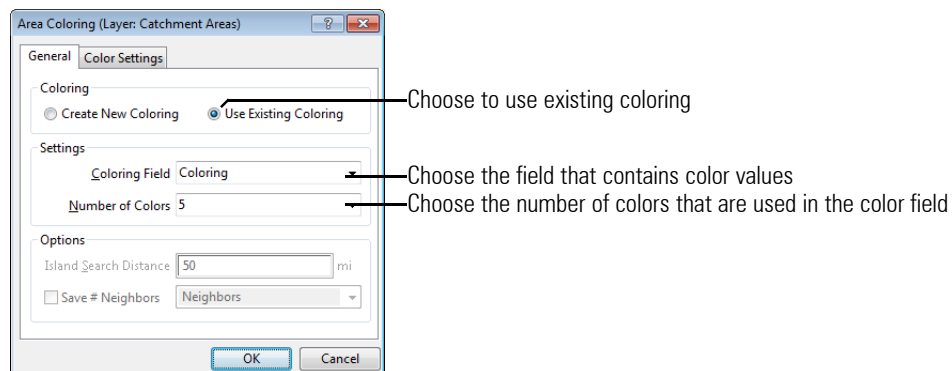 Area Coloring (Layer: Catchment Areas)
General Color Settings
Coloring
Create New Coloring Use Existing Coloring
Choose to use existing coloring
Settings
Coloring Field Coloring
Choose the field that contains color values
Number of Colors 5
Choose the number of colors that are used in the color field
Options
Island Search Distance 50 mi
Save # Neighbors Neighbors
OK Cancel